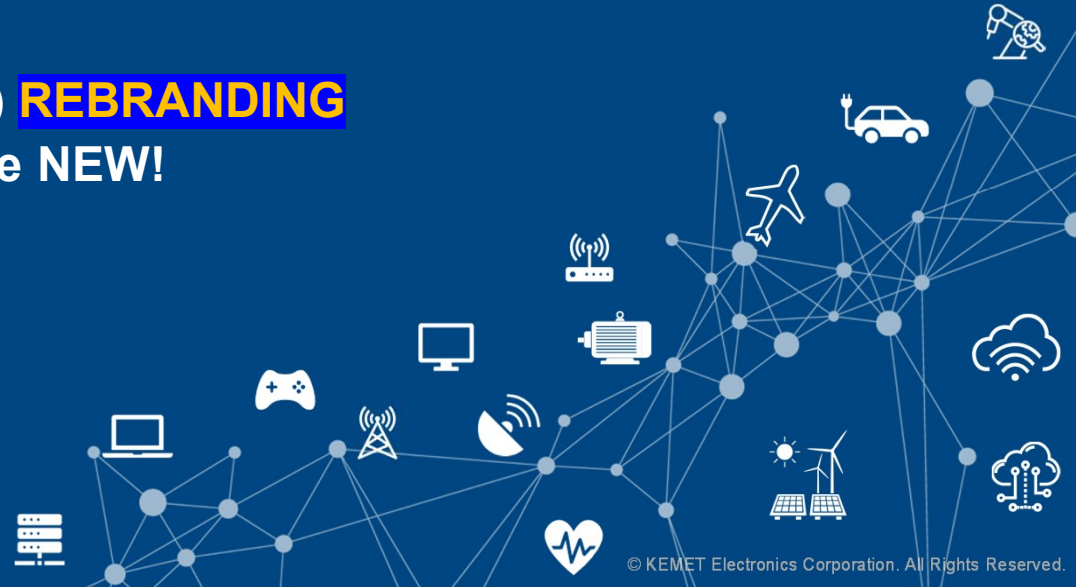 ) REBRANDING
e NEW!
© KEMET Electronics Corporation. All Rights Reserved.